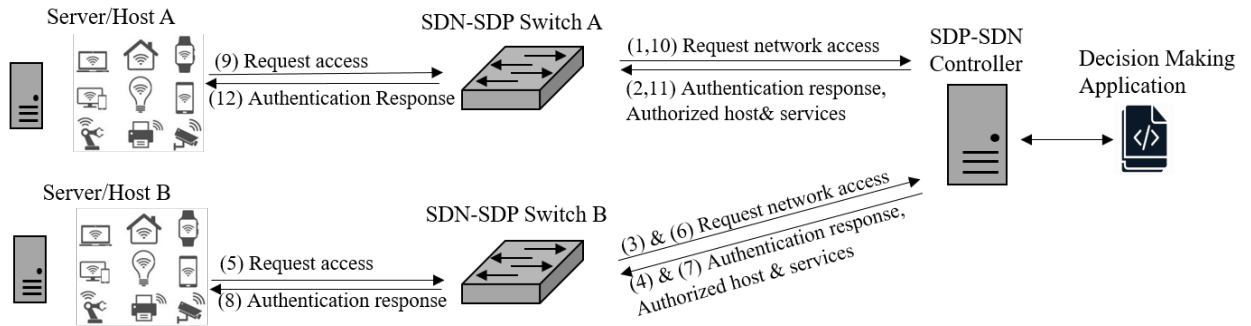 Server/Host A
SDN-SDP Switch A
SDP-SDN
Controller
Decision Making
Application
(9) Request access
(12) Authentication Response
(1,10) Request network access
(2,11) Authentication response,
Authorized host& services
Server/Host B
SDN-SDP Switch B
(5) Request access
(8) Authentication response
(3) & (6) Request network access
(4) & (7) Authentication response,
Authorized host & services